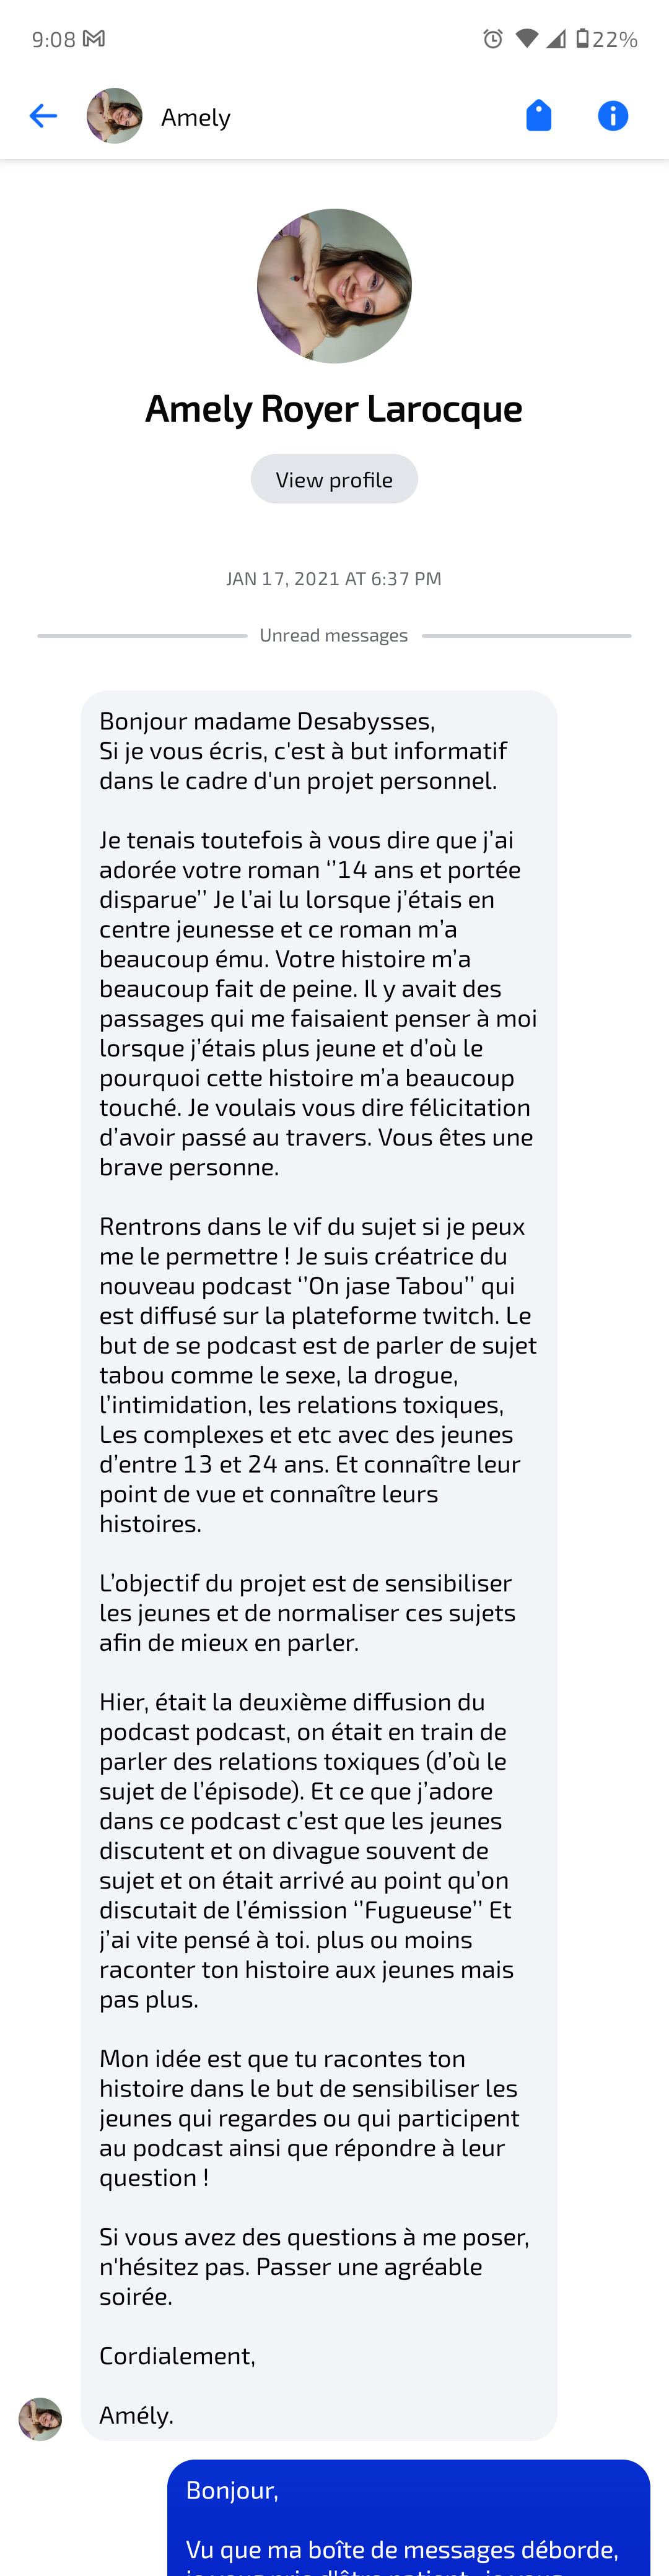 9:08
22%
Amely
Amely Royer Larocque
View profile
JAN 17, 2021 AT 6:37 PM
Unread messages
Bonjour madame Desabysses,
Si je vous écris, c'est à but informatif
dans le cadre d'un projet personnel.
Je tenais toutefois à vous dire que j’ai
adorée votre roman ‘’14 ans et portée
disparue’’ Je l’ai lu lorsque j’étais en
centre jeunesse et ce roman m’a
beaucoup ému. Votre histoire m’a
beaucoup fait de peine. Il y avait des
passages qui me faisaient penser à moi
lorsque j’étais plus jeune et d’où le
pourquoi cette histoire m’a beaucoup
touché. Je voulais vous dire félicitation
d’avoir passé au travers. Vous êtes une
brave personne.
Rentrons dans le vif du sujet si je peux
me le permettre ! Je suis créatrice du
nouveau podcast ‘’On jase Tabou’’ qui
est diffusé sur la plateforme twitch. Le
but de se podcast est de parler de sujet
tabou comme le sexe, la drogue,
l’intimidation, les relations toxiques,
Les complexes et etc avec des jeunes
d’entre 13 et 24 ans. Et connaître leur
point de vue et connaître leurs
histoires.
L’objectif du projet est de sensibiliser
les jeunes et de normaliser ces sujets
afin de mieux en parler.
Hier, était la deuxième diffusion du
podcast podcast, on était en train de
parler des relations toxiques (d’où le
sujet de l’épisode). Et ce que j’adore
dans ce podcast c’est que les jeunes
discutent et on divague souvent de
sujet et on était arrivé au point qu’on
discutait de l’émission ‘’Fugueuse’’ Et
j’ai vite pensé à toi. plus ou moins
raconter ton histoire aux jeunes mais
pas plus.
Mon idée est que tu racontes ton
histoire dans le but de sensibiliser les
jeunes qui regardes ou qui participent
au podcast ainsi que répondre à leur
question !
Si vous avez des questions à me poser,
n'hésitez pas. Passer une agréable
soirée.
Cordialement,
Amély.
Bonjour,
Vu que ma boîte de messages déborde,
je vous prie d'être patient, je vous